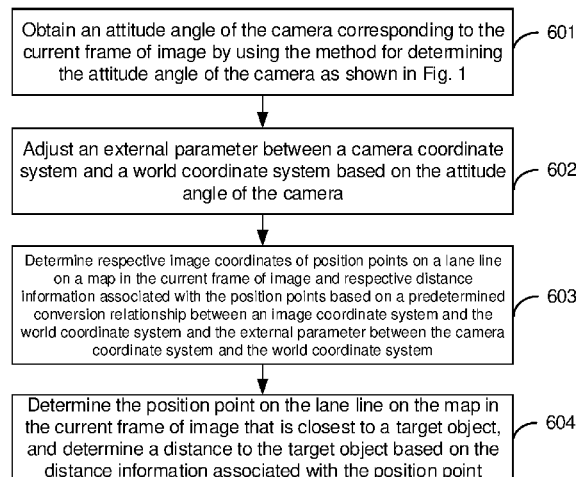 Obtain an attitude angle of the camera corresponding to the
current frame of image by using the method for determining
the attitude angle of the camera as shown in Fig. 1
601
Adjust an external parameter between a camera coordinate
system and a world coordinate system based on the attitude
angle of the camera
602
Determine respective image coordinates of position points on a lane line
on a map in the current frame of image and respective distance
information associated with the position points based on a predetermined
conversion relationship between an image coordinate system and the
world coordinate system and the external parameter between the camera
coordinate system and the world coordinate system
603
Determine the position point on the lane line on the map in
the current frame of image that is closest to a target object,
and determine a distance to the target object based on the
distance information associated with the position point
604